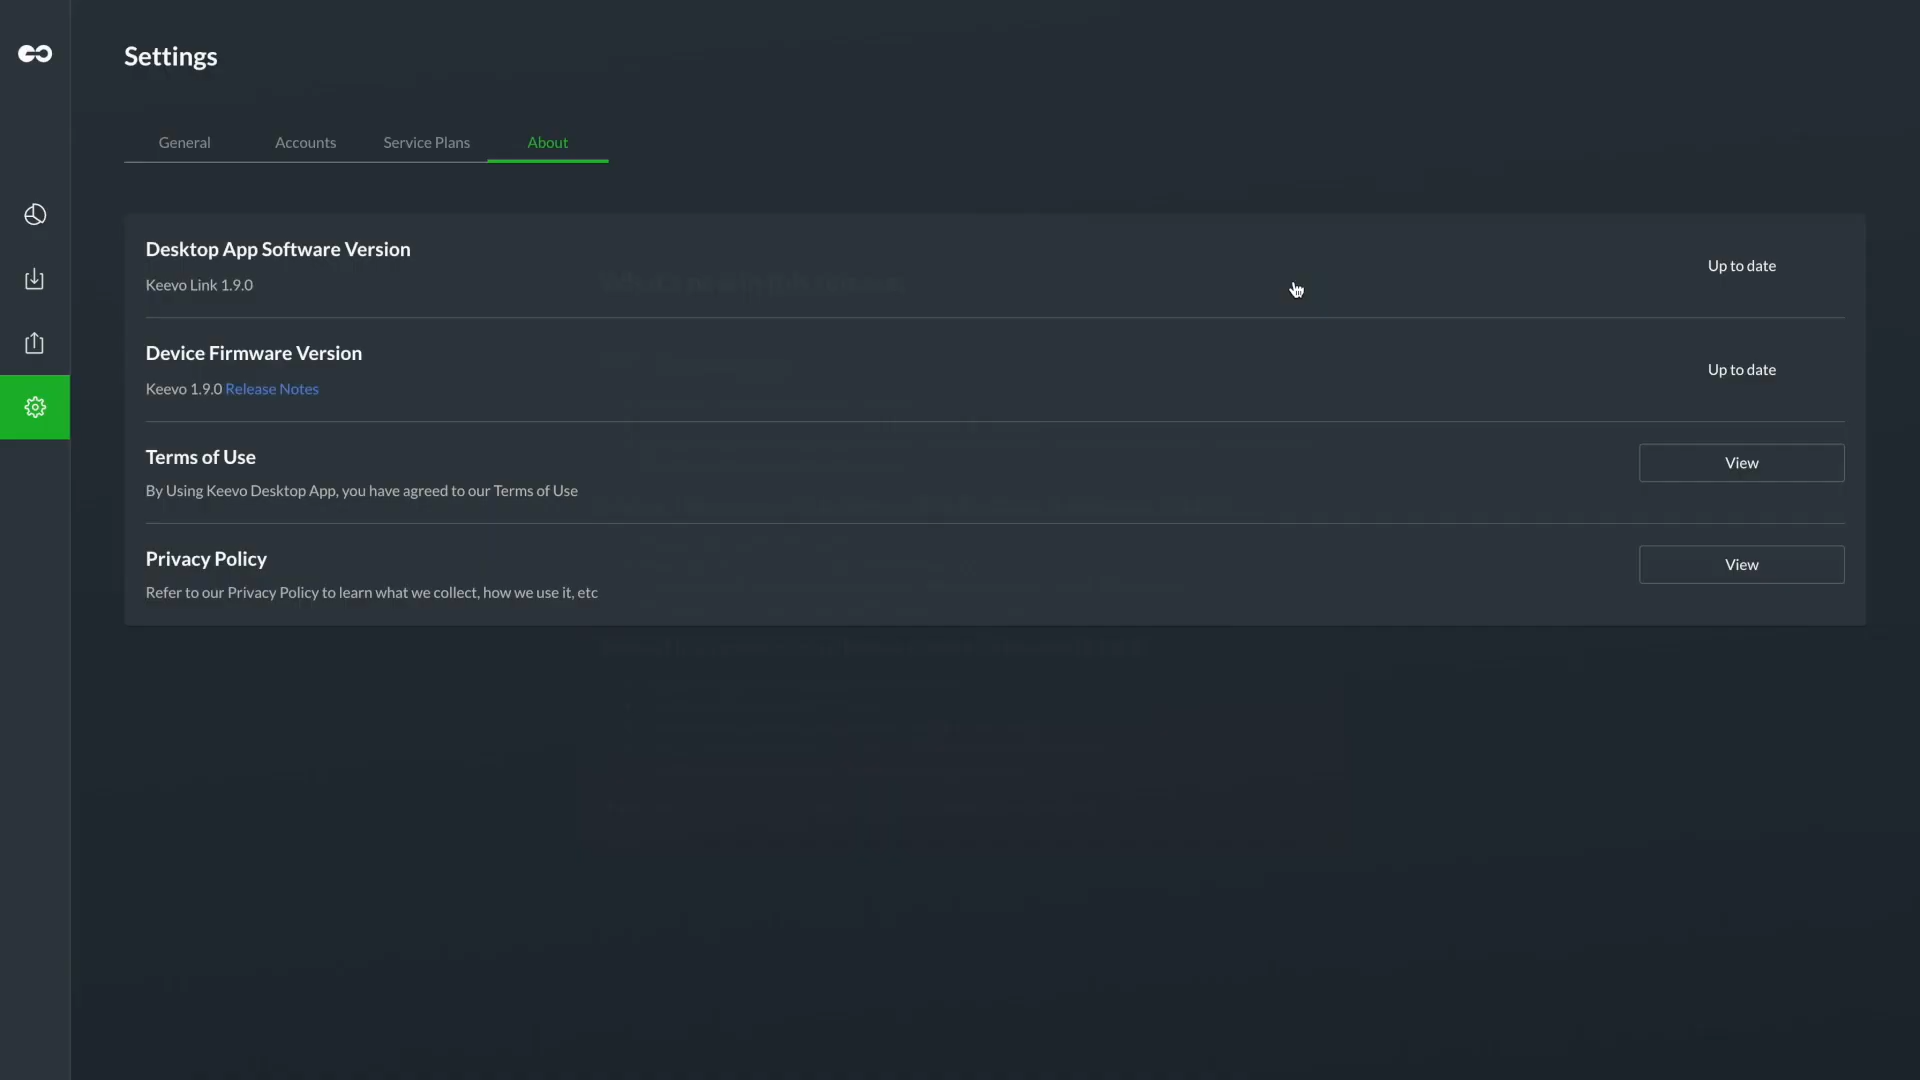 Settings
General Accounts Service Plans About
Desktop App Software Version
Up to date
Keevo Link 1.9.0
Device Firmware Version
Up to date
Keevo 1.9.0 Release Notes
Terms of Use
View
By Using Keevo Desktop App, you have agreed to our Terms of Use
Privacy Policy
View
Refer to our Privacy Policy to learn what we collect, how we use it, etc